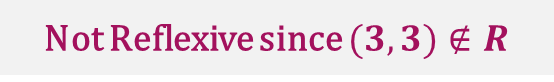 Not Reflexive since (3, 3) ∉ R